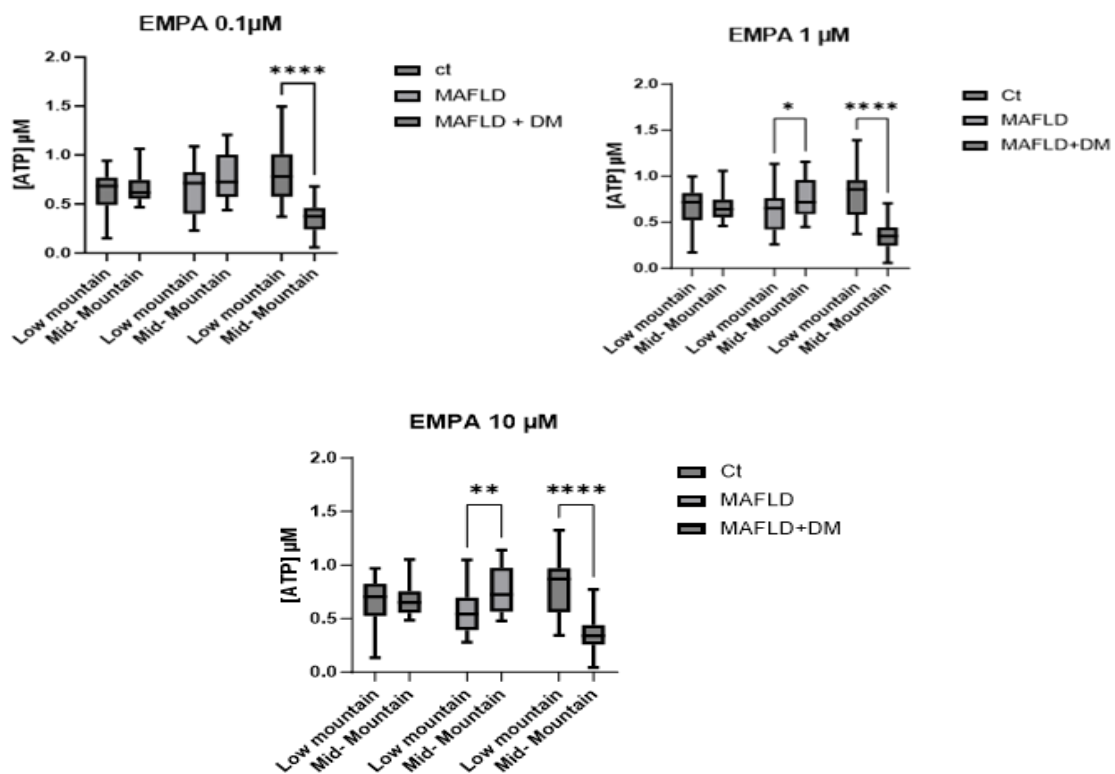 EMPA 0.1µM
2.0
1.5
1.0
0.5
0.0
[ATP] µM
****
ct
MAFLD
MAFLD + DM
Low mountain
Mid- Mountain
Low mountain
Mid- Mountain
Low mountain
Mid- Mountain
EMPA 1 µM
2.0
1.5
1.0
0.5
0.0
[ATP] µM
*
****
Ct
MAFLD
MAFLD+DM
Low mountain
Mid- Mountain
Low mountain
Mid- Mountain
Low mountain
Mid- Mountain
EMPA 10 µM
2.0
1.5
1.0
0.5
0.0
[ATP] µM
**
****
Ct
MAFLD
MAFLD+DM
Low mountain
Mid- Mountain
Low mountain
Mid- Mountain
Low mountain
Mid- Mountain